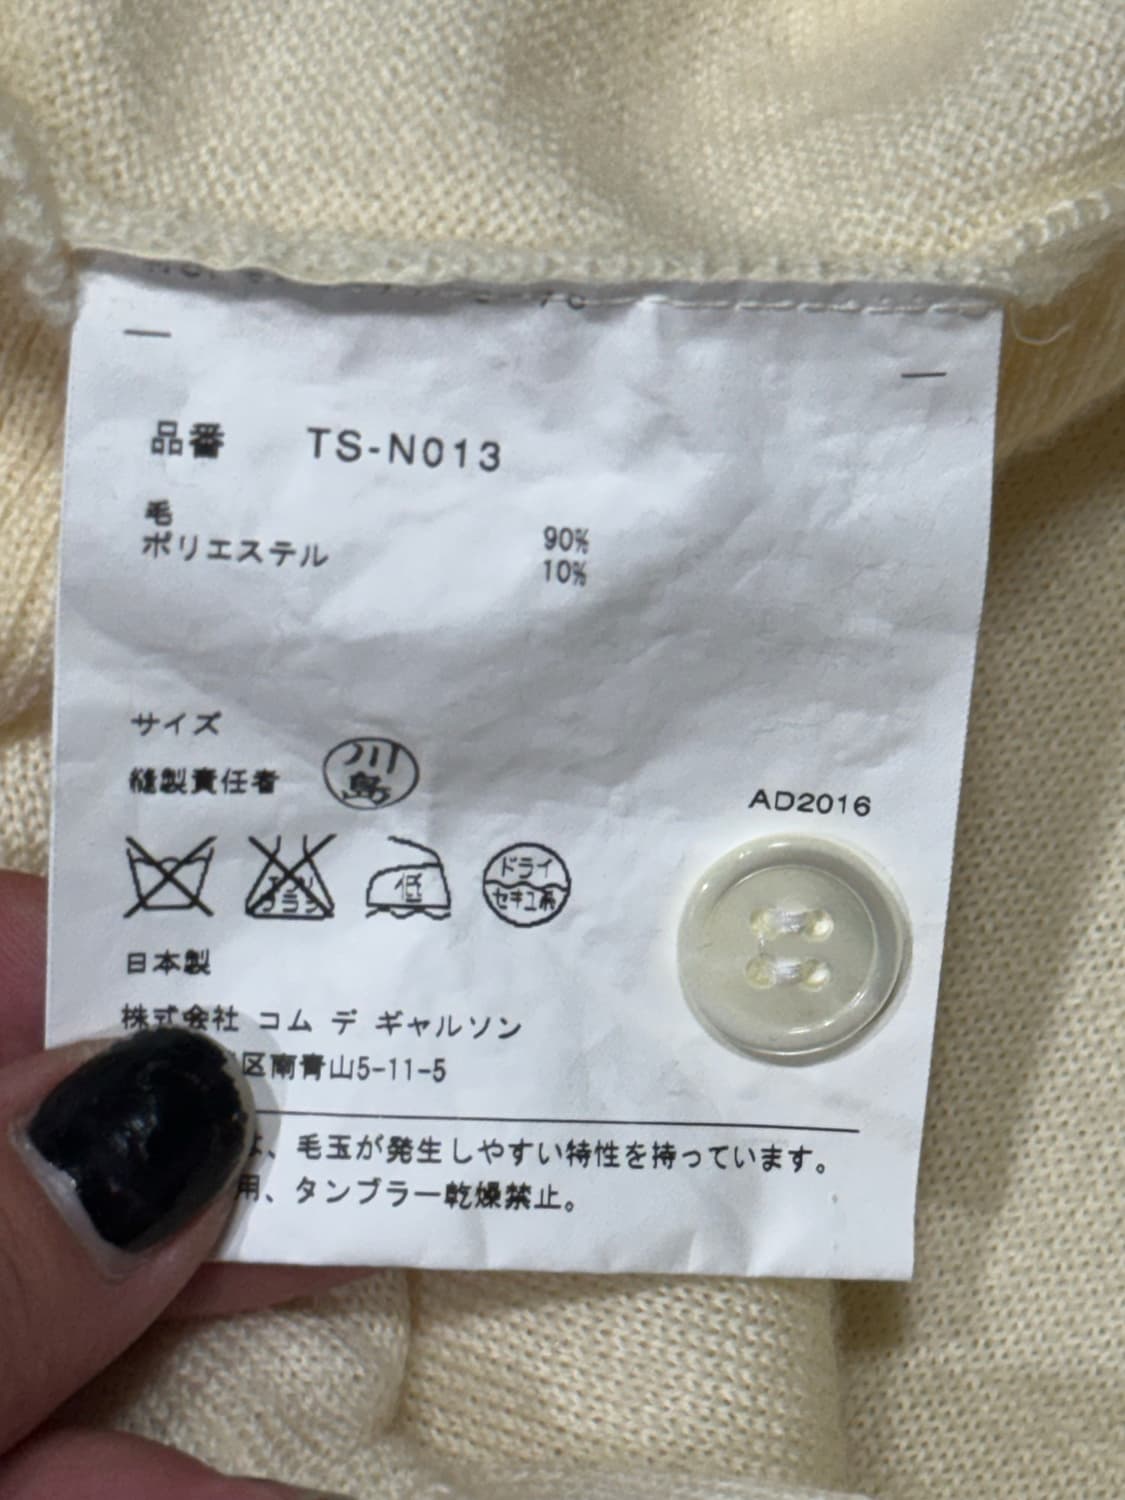 品番 TS-N013
毛 90%
ポリエステル 10%
サイズ
縫製責任者 川島
AD2016
エンソ
低
ドライ
セキユ系
日本製
株式会社 コム デ ギャルソン
区南青山5-11-5
、毛玉が発生しやすい特性を持っています。
用、タンブラー乾燥禁止。